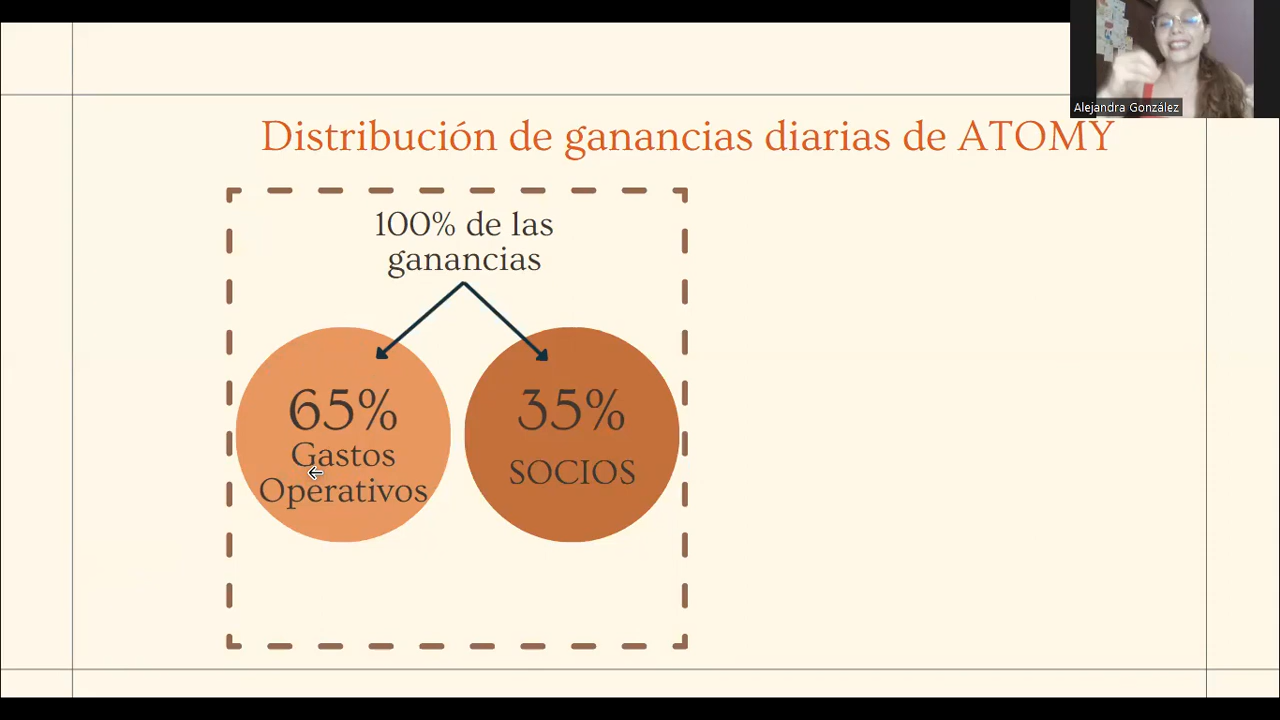 Alejandra González
Distribución de ganancias diarias de ATOMY
100% de las
ganancias
65%
Gastos
Operativos
35%
SOCIOS